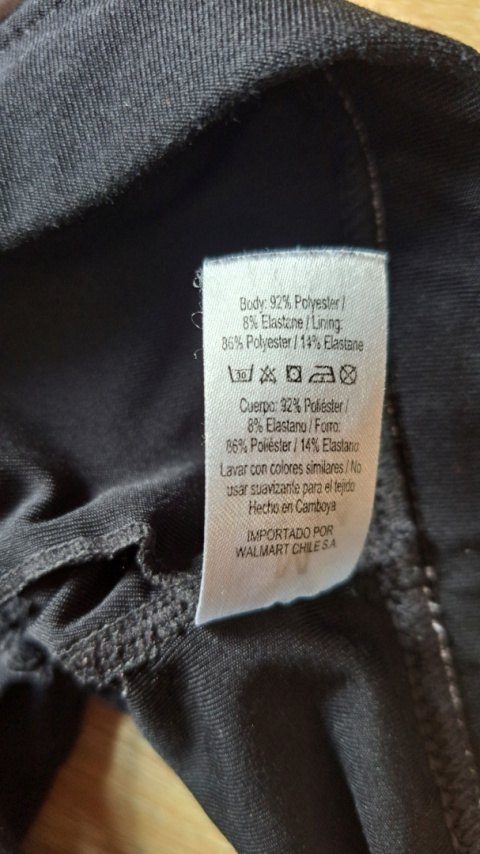 Body: 92% Polyester /
8% Elastane / Lining:
86% Polyester / 14% Elastane
30
Cuerpo: 92% Poliéster /
8% Elastano / Forro:
86% Poliéster / 14% Elastano
Lavar con colores similares / No
usar suavizante para el tejido
Hecho en Camboya
IMPORTADO POR
WALMART CHILE S.A.